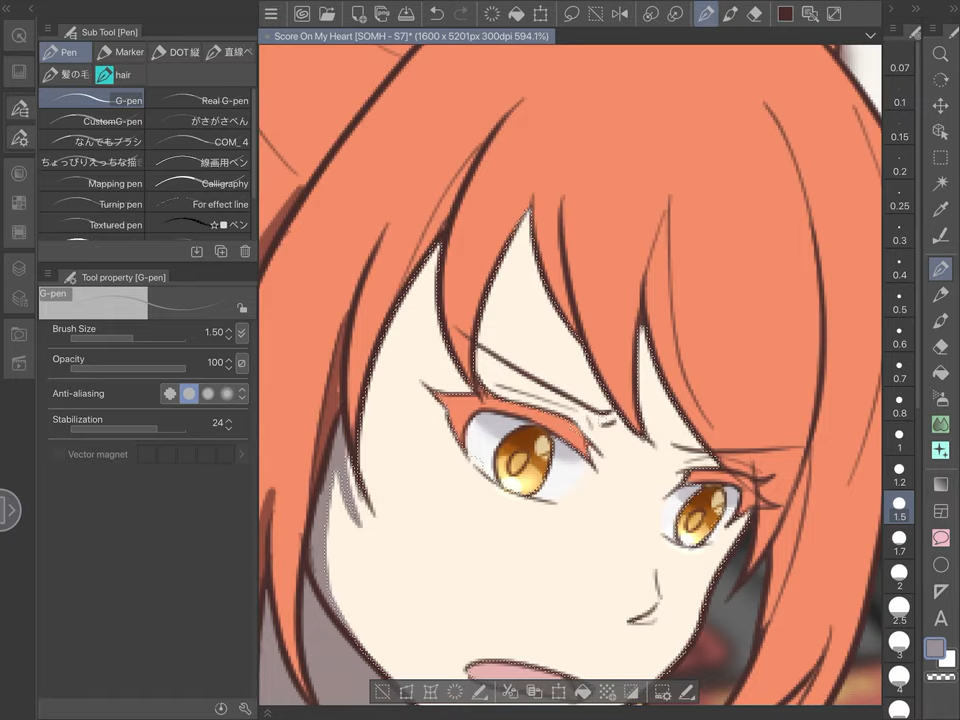 Sub Tool [Pen]
Pen
Marker
DOT 縦
直線ペ
髪の毛
hair
G-pen
Real G-pen
CustomG-pen
がさがさぺん
なんでもブラシ
COM_4
ちょっぴりえっちな描
線画用ペン
Mapping pen
Calligraphy
Turnip pen
For effect line
Textured pen
☆■ ペン
Tool property [G-pen]
G-pen
Brush Size 1.50
Opacity 100
Anti-aliasing
Stabilization 24
Vector magnet
Score On My Heart [SOMH - S7]* (1600 x 5201px 300dpi 594.1%)
0.07
0.1
0.15
0.2
0.25
0.3
0.4
0.5
0.6
0.7
0.8
1
1.2
1.5
1.7
2
2.5
3
4